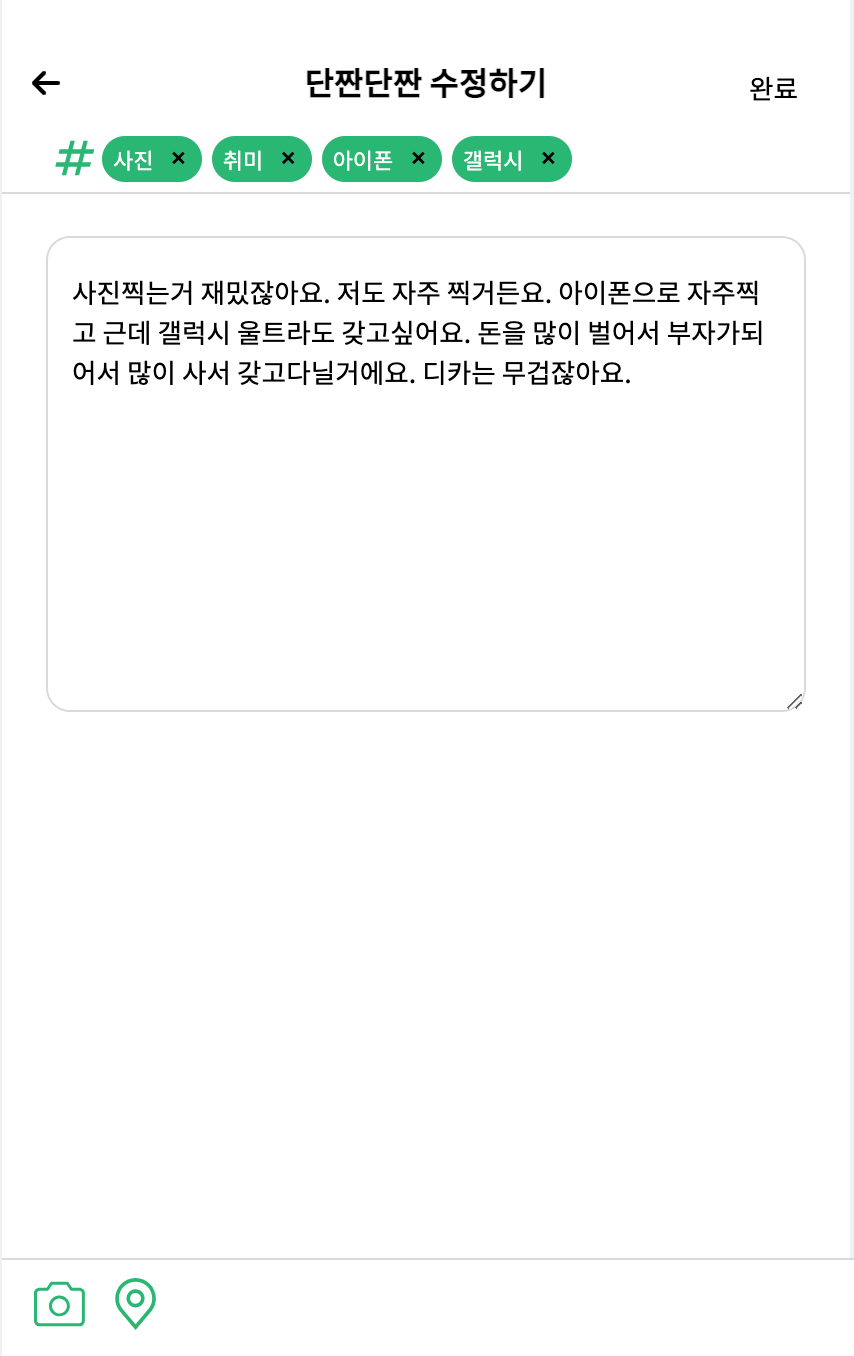 단짠단짠 수정하기
완료
# 사진 × 취미 × 아이폰 × 갤럭시 ×
사진찍는거 재밌잖아요. 저도 자주 찍거든요. 아이폰으로 자주찍
고 근데 갤럭시 울트라도 갖고싶어요. 돈을 많이 벌어서 부자가되
어서 많이 사서 갖고다닐거에요. 디카는 무겁잖아요.